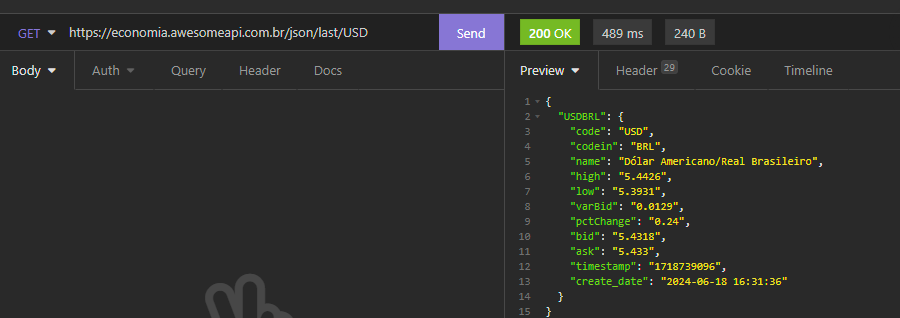 GET https://economia.awesomeapi.com.br/json/last/USD Send 200 OK 489 ms 240 B
Body Auth Query Header Docs Preview Header 29 Cookie Timeline
1 {
2 "USDBRL": {
3 "code": "USD",
4 "codein": "BRL",
5 "name": "Dólar Americano/Real Brasileiro",
6 "high": "5.4426",
7 "low": "5.3931",
8 "varBid": "0.0129",
9 "pctChange": "0.24",
10 "bid": "5.4318",
11 "ask": "5.433",
12 "timestamp": "1718739096",
13 "create_date": "2024-06-18 16:31:36"
14 }
15 }